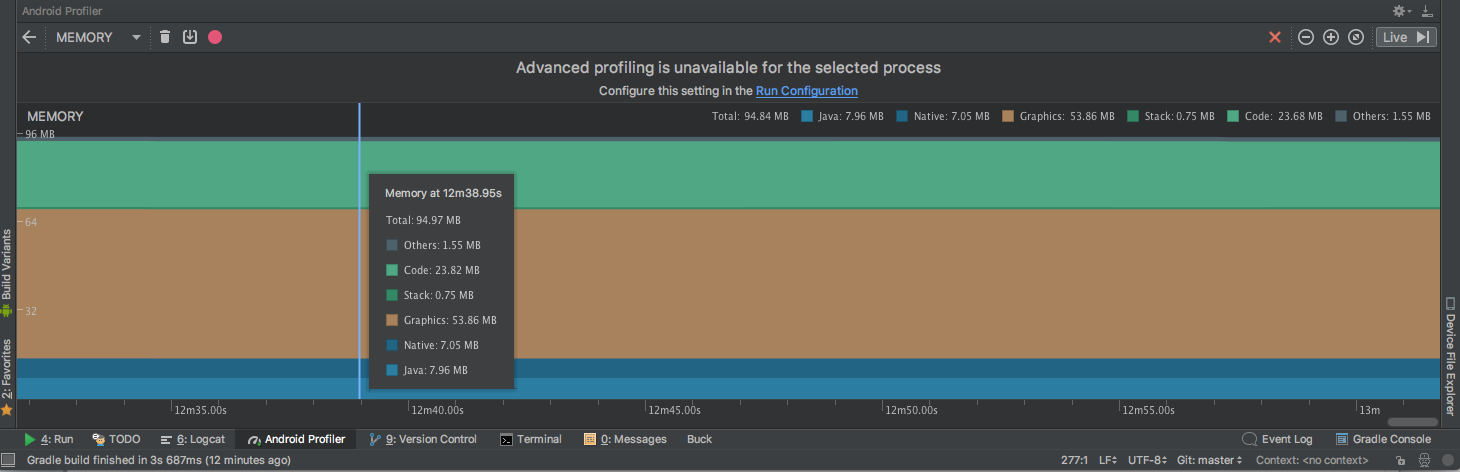 Android Profiler
MEMORY
Live
Advanced profiling is unavailable for the selected process
Configure this setting in the Run Configuration
MEMORY
Total: 94.84 MB Java: 7.96 MB Native: 7.05 MB Graphics: 53.86 MB Stack: 0.75 MB Code: 23.68 MB Others: 1.55 MB
96 MB
64
32
Memory at 12m38.95s
Total: 94.97 MB
Others: 1.55 MB
Code: 23.82 MB
Stack: 0.75 MB
Graphics: 53.86 MB
Native: 7.05 MB
Java: 7.96 MB
12m35.00s 12m40.00s 12m45.00s 12m50.00s 12m55.00s 13m
Build Variants
2: Favorites
Device File Explorer
4: Run TODO 6: Logcat Android Profiler 9: Version Control Terminal 0: Messages Buck Event Log Gradle Console
Gradle build finished in 3s 687ms (12 minutes ago) 277:1 LF UTF-8 Git: master Context: <no context>